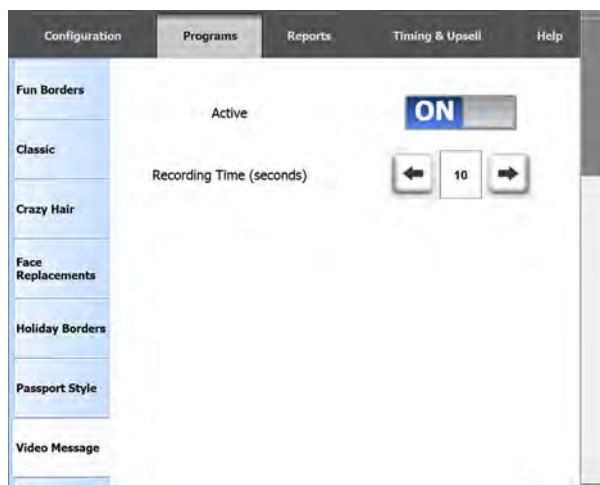 Configuration
Programs
Reports
Timing & Upsell
Help
Fun Borders
Active
ON
Classic
Recording Time (seconds)
10
Crazy Hair
Face
Replacements
Holiday Borders
Passport Style
Video Message